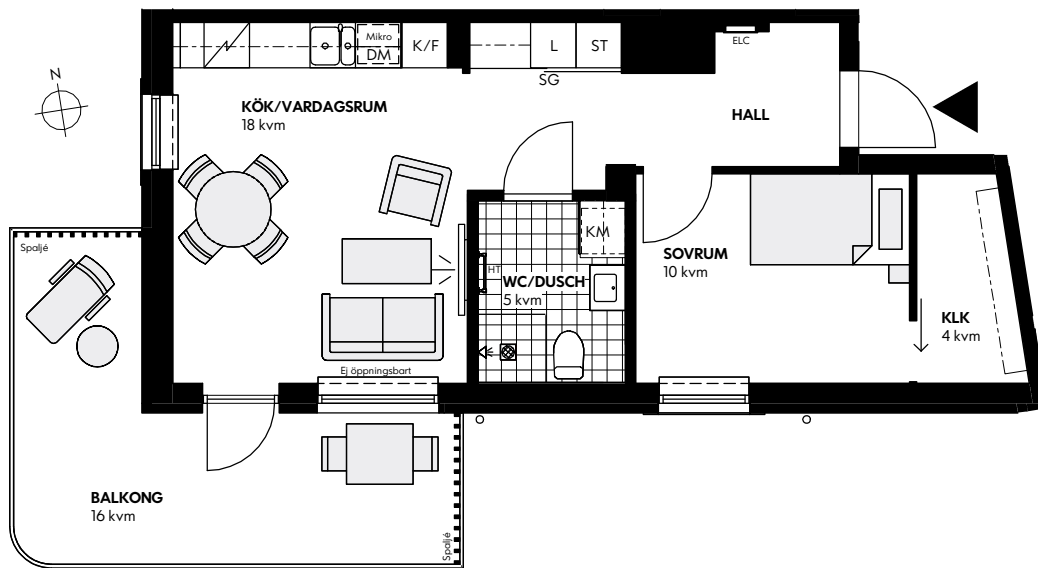 Mikro
DM
K/F
L
ST
SG
ELC
N
KÖK/VARDAGSRUM
18 kvm
HALL
KM
HT
WC/DUSCH
5 kvm
SOVRUM
10 kvm
KLK
4 kvm
Spaljé
Ej öppningsbart
BALKONG
16 kvm
Spaljé